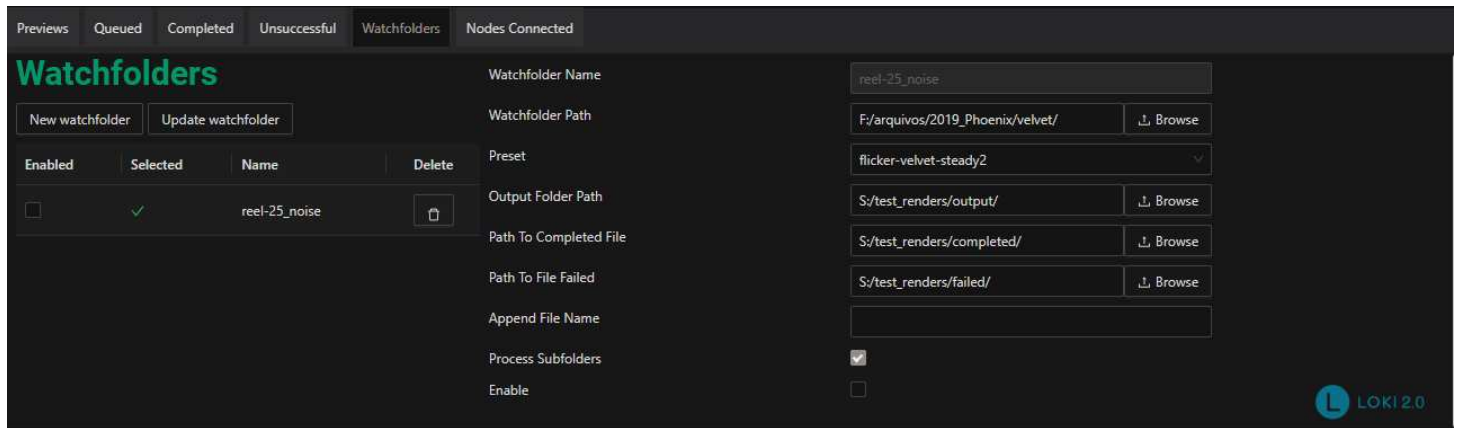 Previews Queued Completed Unsuccessful Watchfolders Nodes Connected
Watchfolders
New watchfolder Update watchfolder
Enabled Selected Name Delete
reel-25_noise
Watchfolder Name reel-25_noise
Watchfolder Path F:/arquivos/2019_Phoenix/velvet/ Browse
Preset flicker-velvet-steady2
Output Folder Path S:/test_renders/output/ Browse
Path To Completed File S:/test_renders/completed/ Browse
Path To File Failed S:/test_renders/failed/ Browse
Append File Name
Process Subfolders
Enable
L LOKI 2.0